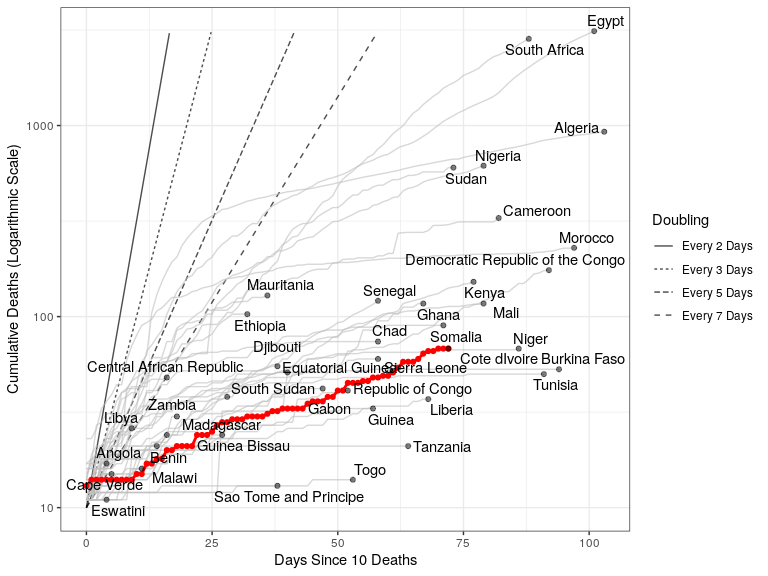 Egypt
South Africa
1000
Algeria
Nigeria
Sudan
Cameroon
Morocco
Democratic Republic of the Congo
Mauritania
Senegal
Kenya
Ghana
Mali
100
Ethiopia
Chad
Somalia
Niger
Djibouti
Central African Republic
Equatorial Guinea
Sierra Leone
Cote dIvoire
Burkina Faso
South Sudan
Republic of Congo
Tunisia
Zambia
Gabon
Liberia
Libya
Madagascar
Guinea
Guinea Bissau
Tanzania
Angola
Benin
Malawi
Togo
Cape Verde
Sao Tome and Principe
10
Eswatini
0
25
50
75
100
Days Since 10 Deaths
Cumulative Deaths (Logarithmic Scale)
Doubling
Every 2 Days
Every 3 Days
Every 5 Days
Every 7 Days